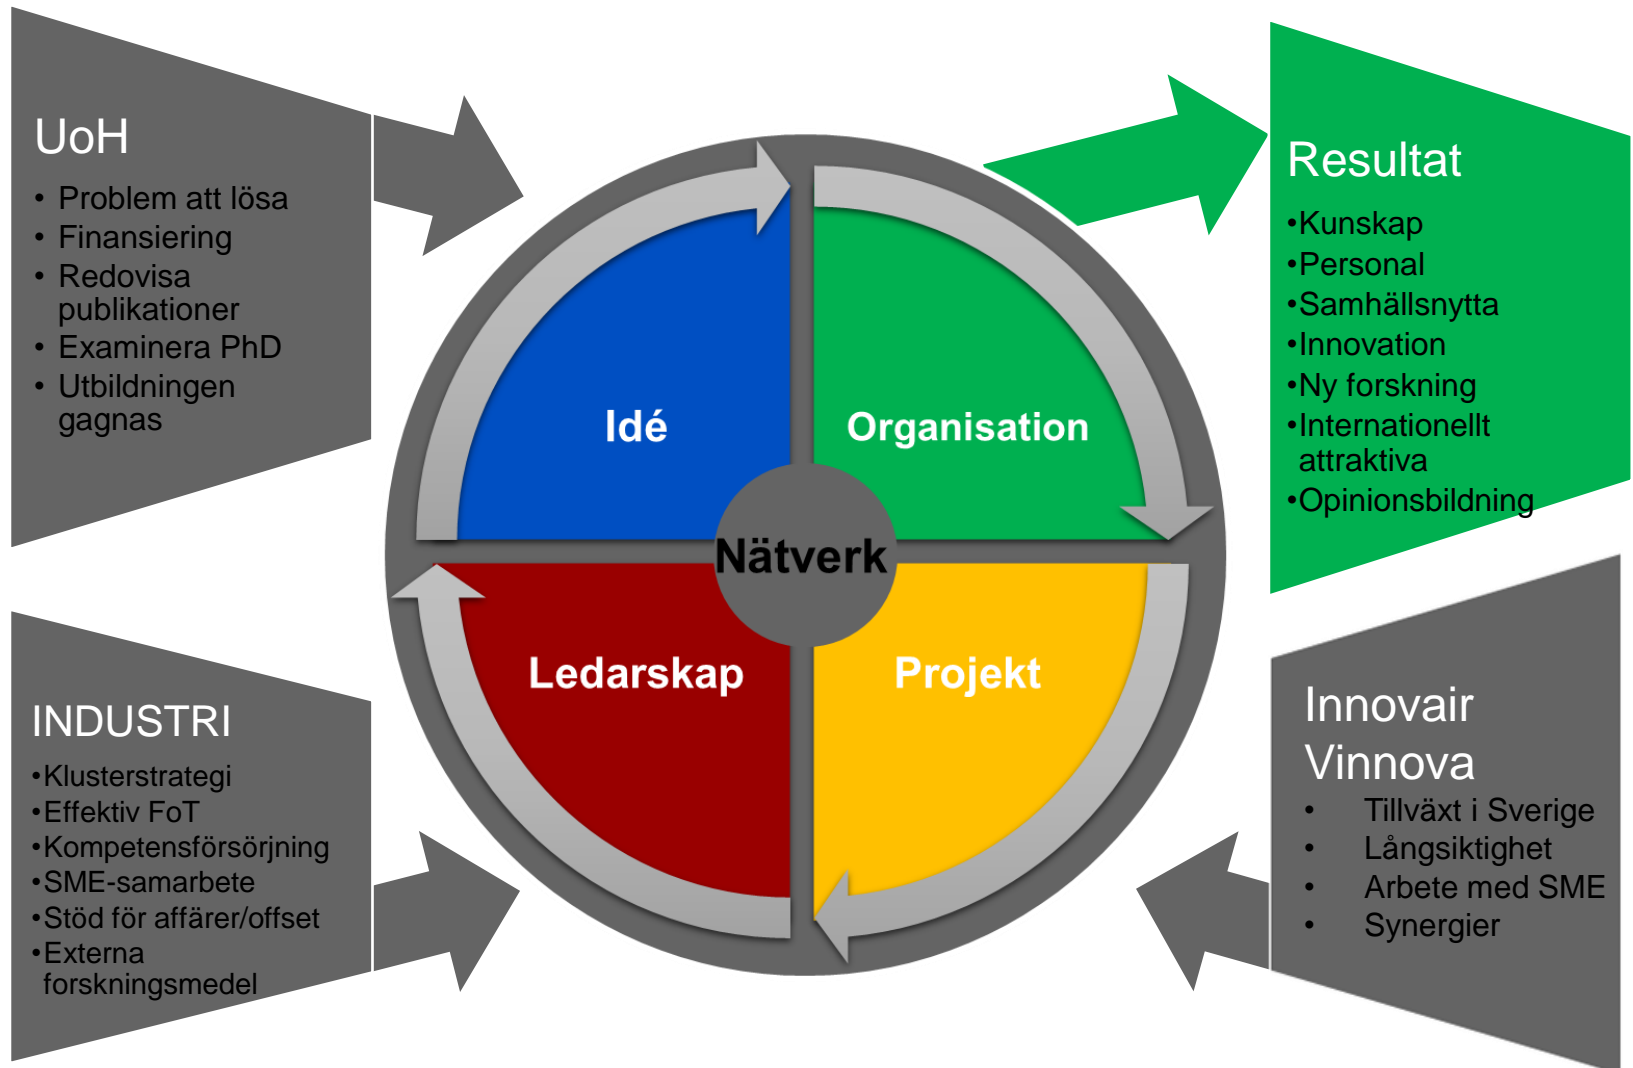 UoH
• Problem att lösa
• Finansiering
• Redovisa
publikationer
• Examinera PhD
• Utbildningen
gagnas
INDUSTRI
•Klusterstrategi
•Effektiv FoT
•Kompetensförsörjning
•SME-samarbete
•Stöd för affärer/offset
•Externa
forskningsmedel
Idé
Organisation
Nätverk
Ledarskap
Projekt
Resultat
•Kunskap
•Personal
•Samhällsnytta
•Innovation
•Ny forskning
•Internationellt
attraktiva
•Opinionsbildning
Innovair
Vinnova
• Tillväxt i Sverige
• Långsiktighet
• Arbete med SME
• Synergier